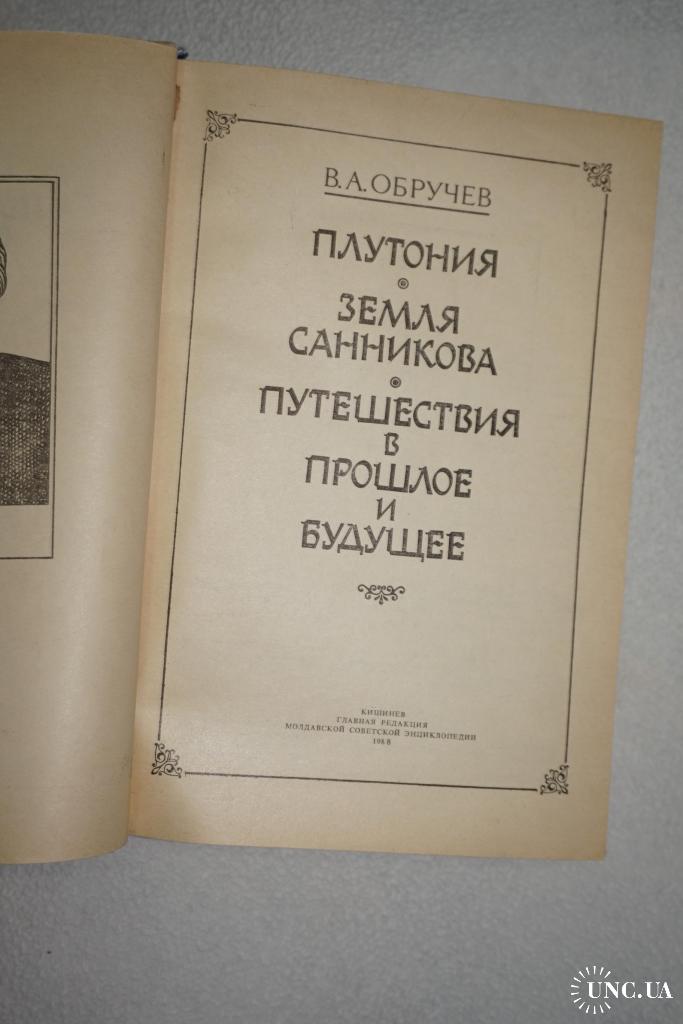 В. А. ОБРУЧЕВ
ПЛУТОНИЯ
ЗЕМЛЯ
САННИКОВА
ПУТЕШЕСТВИЯ
В
ПРОШЛОЕ
И
БУДУЩЕЕ
КИШИНЕВ
ГЛАВНАЯ РЕДАКЦИЯ
МОЛДАВСКОЙ СОВЕТСКОЙ ЭНЦИКЛОПЕДИИ
1988
UNC.UA